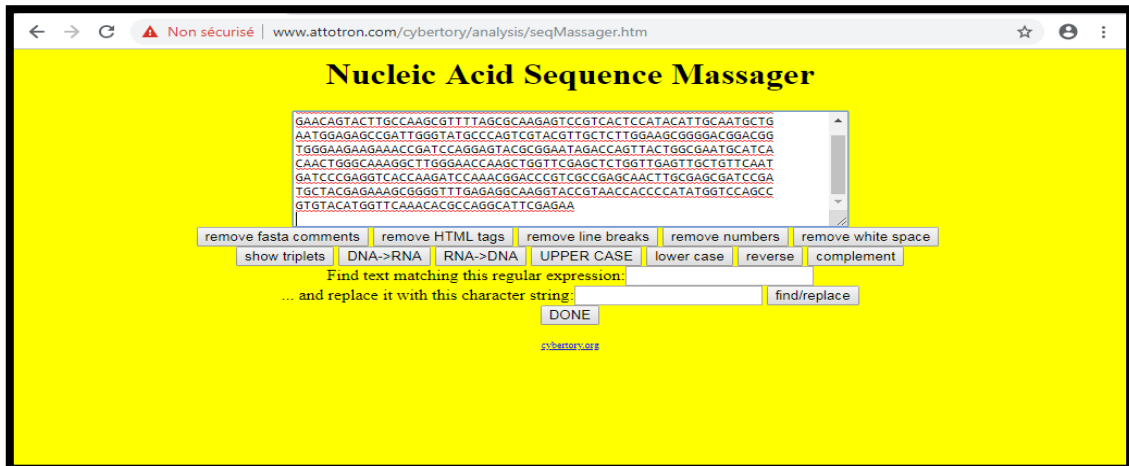 Non sécurisé | www.attotron.com/cybertory/analysis/seqMassager.htm
Nucleic Acid Sequence Massager
GAACAGTACTTGCCAAGCGTTTTAGCGCAAGAGTCCGTCACTCCATACATTGCAATGCTG
AATGGAGAGCCGATTGGGTATGCCCAGTCGTACGTTGCTCTTGGAAGCGGGGACGGACGG
TGGGAAGAAGAAACCGATCCAGGAGTACGCGGAATAGACCAGTTACTGGCGAATGCATCA
CAACTGGGCAAAGGCTTGGGAACCAAGCTGGTTCGAGCTCTGGTTGAGTTGCTGTTCAAT
GATCCCGAGGTCACCAAGATCCAAACGGACCCGTCGCCGAGCAACTTGCGAGCGATCCGA
TGCTACGAGAAAGCGGGGTTTGAGAGGCAAGGTACCGTAACCACCCCATATGGTCCAGCC
GTGTACATGGTTCAAACACGCCAGGCATTCGAGAA
remove fasta comments remove HTML tags remove line breaks remove numbers remove white space
show triplets DNA->RNA RNA->DNA UPPER CASE lower case reverse complement
Find text matching this regular expression:
... and replace it with this character string: find/replace
DONE
cybertory.org